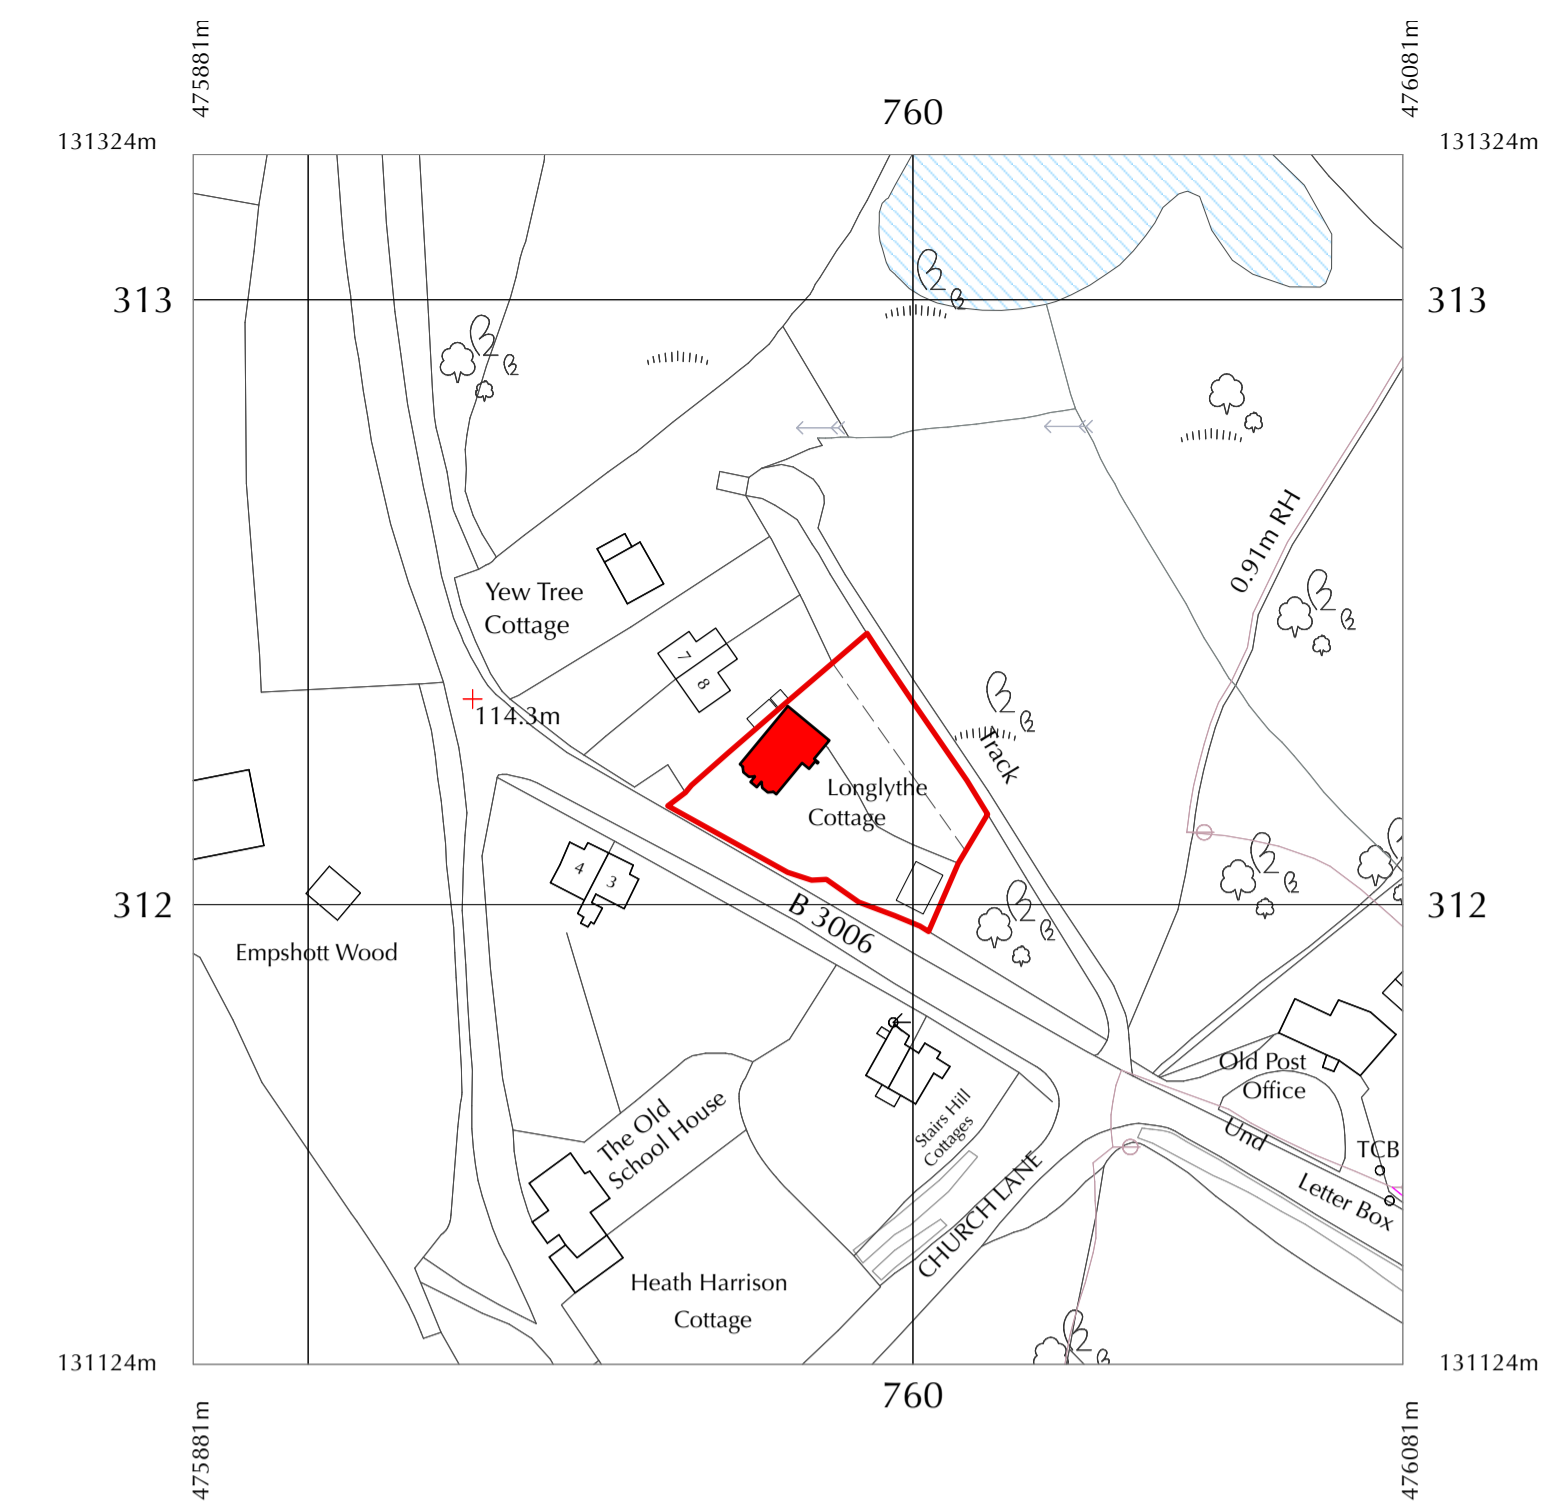 475881m
476081m
760
131324m
131324m
313
313
0.91m RH
Yew Tree
Cottage
7
8
114.3m
Track
Longlythe
Cottage
4
3
312
312
B 3006
Empshott Wood
Old Post
Office
Stairs Hill
Cottages
The Old
School House
Und
TCB
Letter Box
CHURCH LANE
Heath Harrison
Cottage
131124m
131124m
760
475881m
476081m